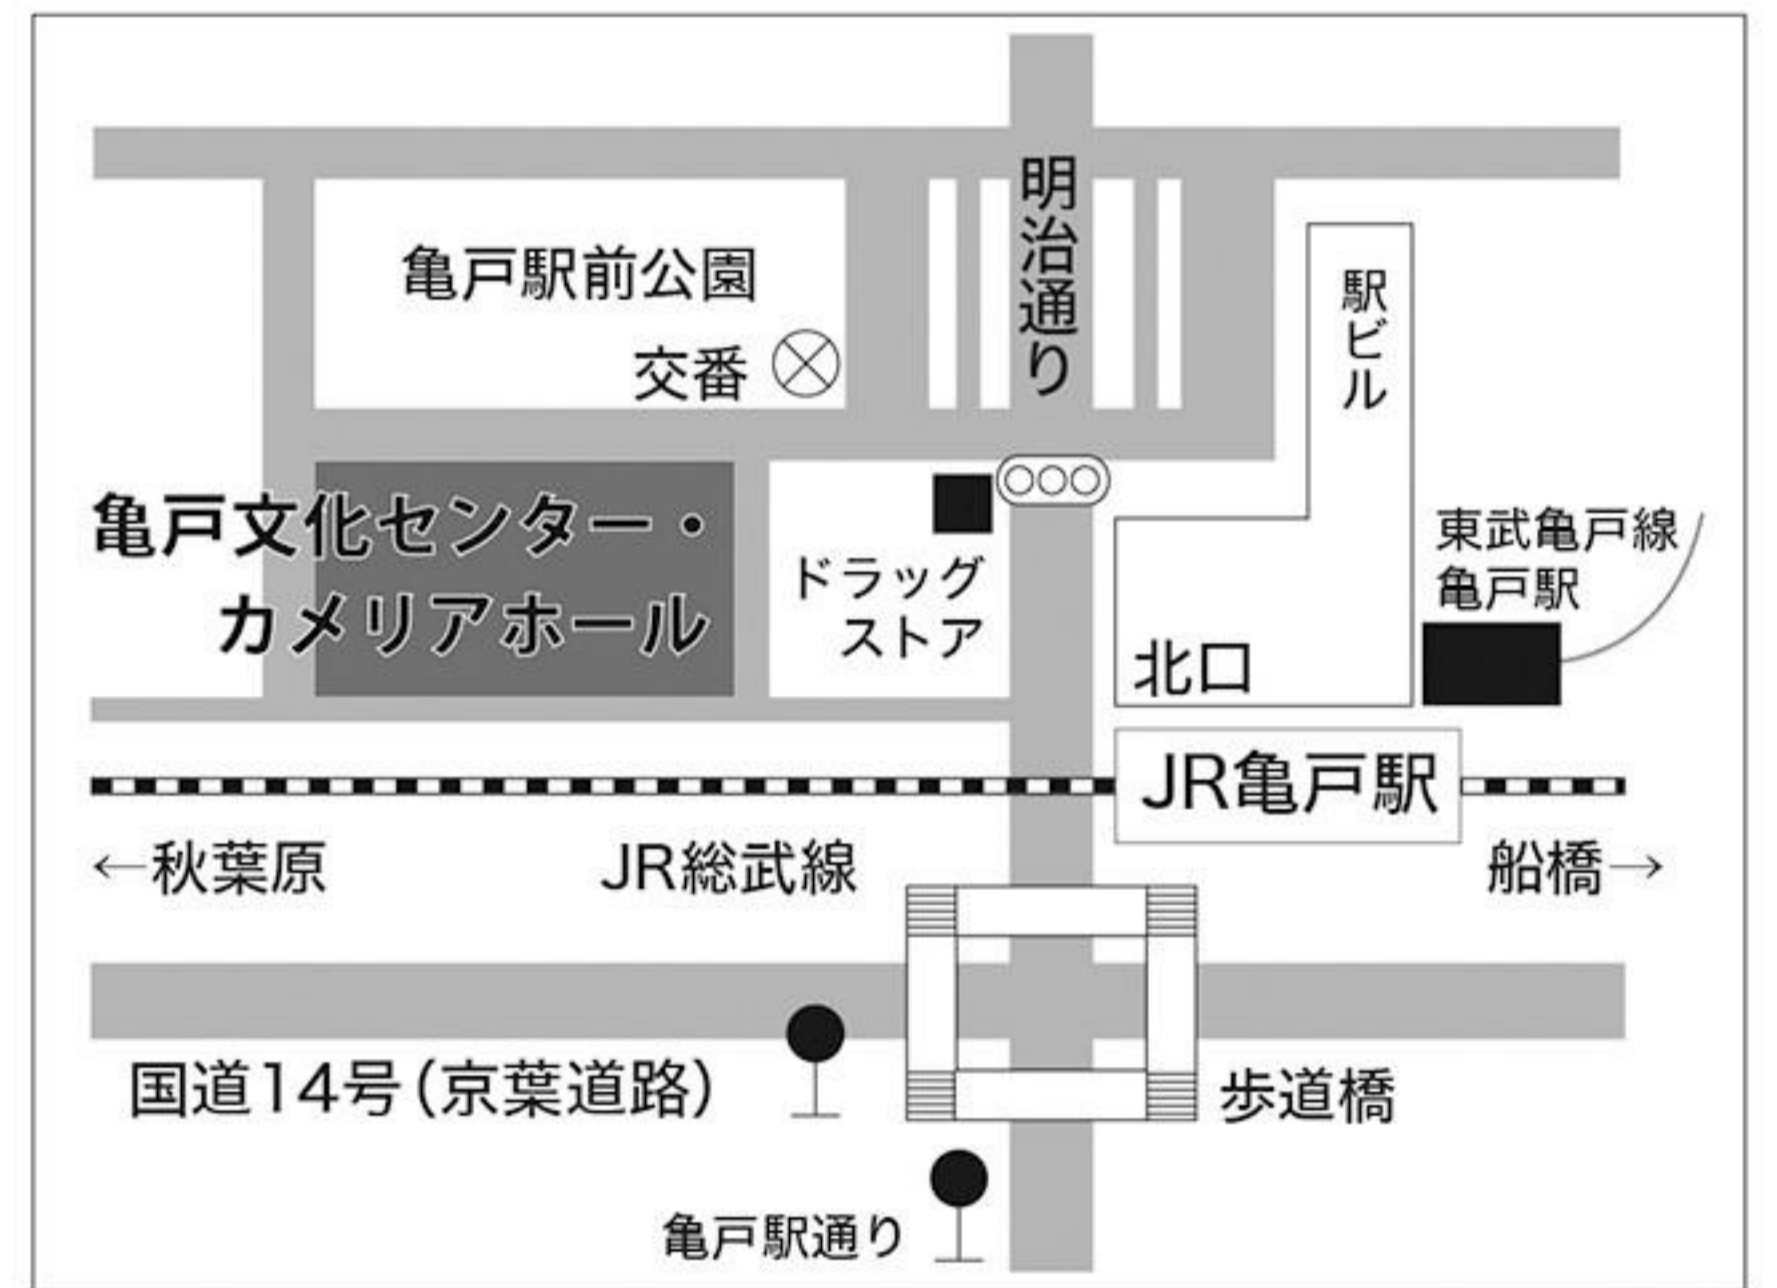 明治通り
亀戸駅前公園
交番
駅ビル
亀戸文化センター・
カメリアホール
ドラッグ
ストア
東武亀戸線
亀戸駅
北口
JR亀戸駅
←秋葉原
JR総武線
船橋→
国道14号(京葉道路)
歩道橋
亀戸駅通り